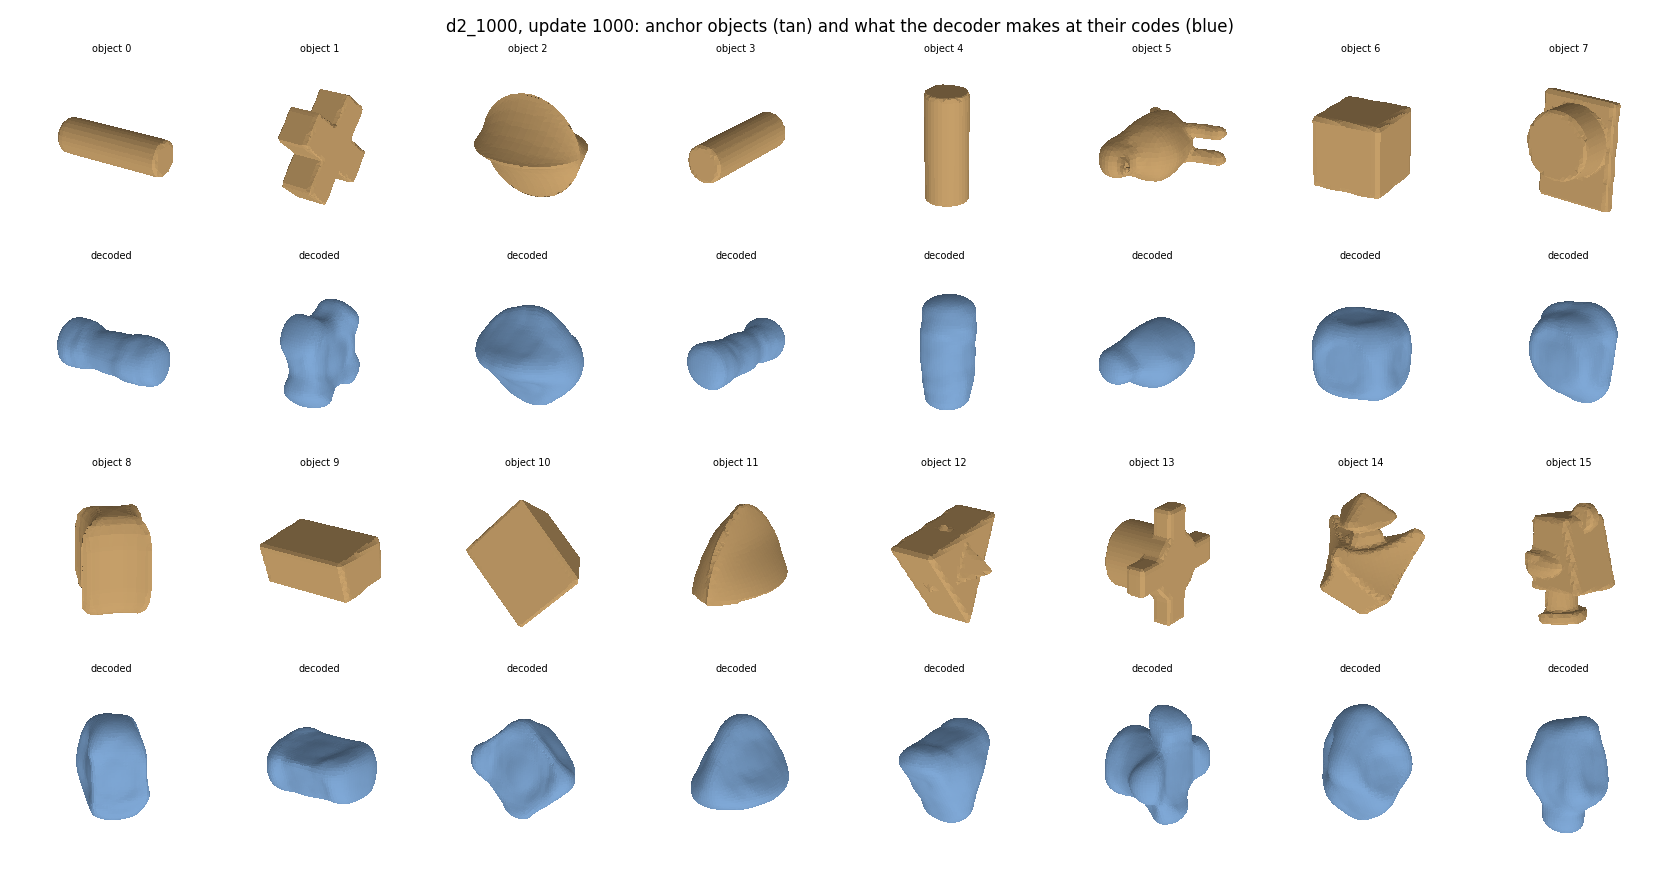 d2_1000, update 1000: anchor objects (tan) and what the decoder makes at their codes (blue)
object 0 object 1 object 2 object 3 object 4 object 5 object 6 object 7
decoded decoded decoded decoded decoded decoded decoded decoded
object 8 object 9 object 10 object 11 object 12 object 13 object 14 object 15
decoded decoded decoded decoded decoded decoded decoded decoded